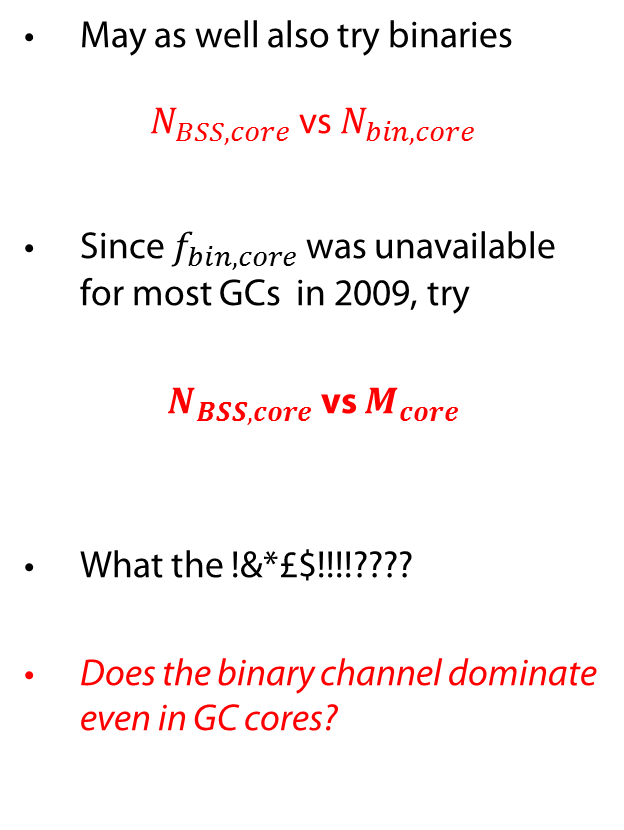 • May as well also try binaries
N_{BSS,core} vs N_{bin,core}
• Since f_{bin,core} was unavailable
for most GCs in 2009, try
N_{BSS,core} vs M_{core}
• What the !&*£$!!!!????
• Does the binary channel dominate
even in GC cores?